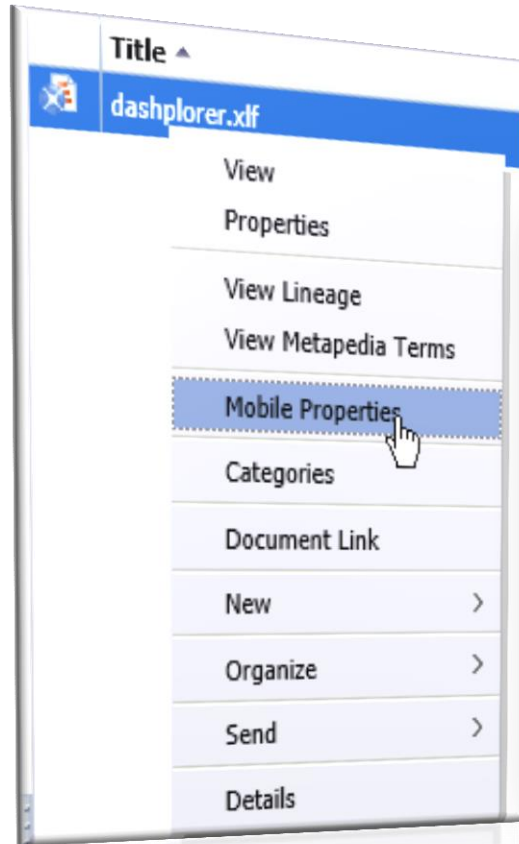 Title
dashplorer.xlf
View
Properties
View Lineage
View Metapedia Terms
Mobile Properties
Categories
Document Link
New
Organize
Send
Details